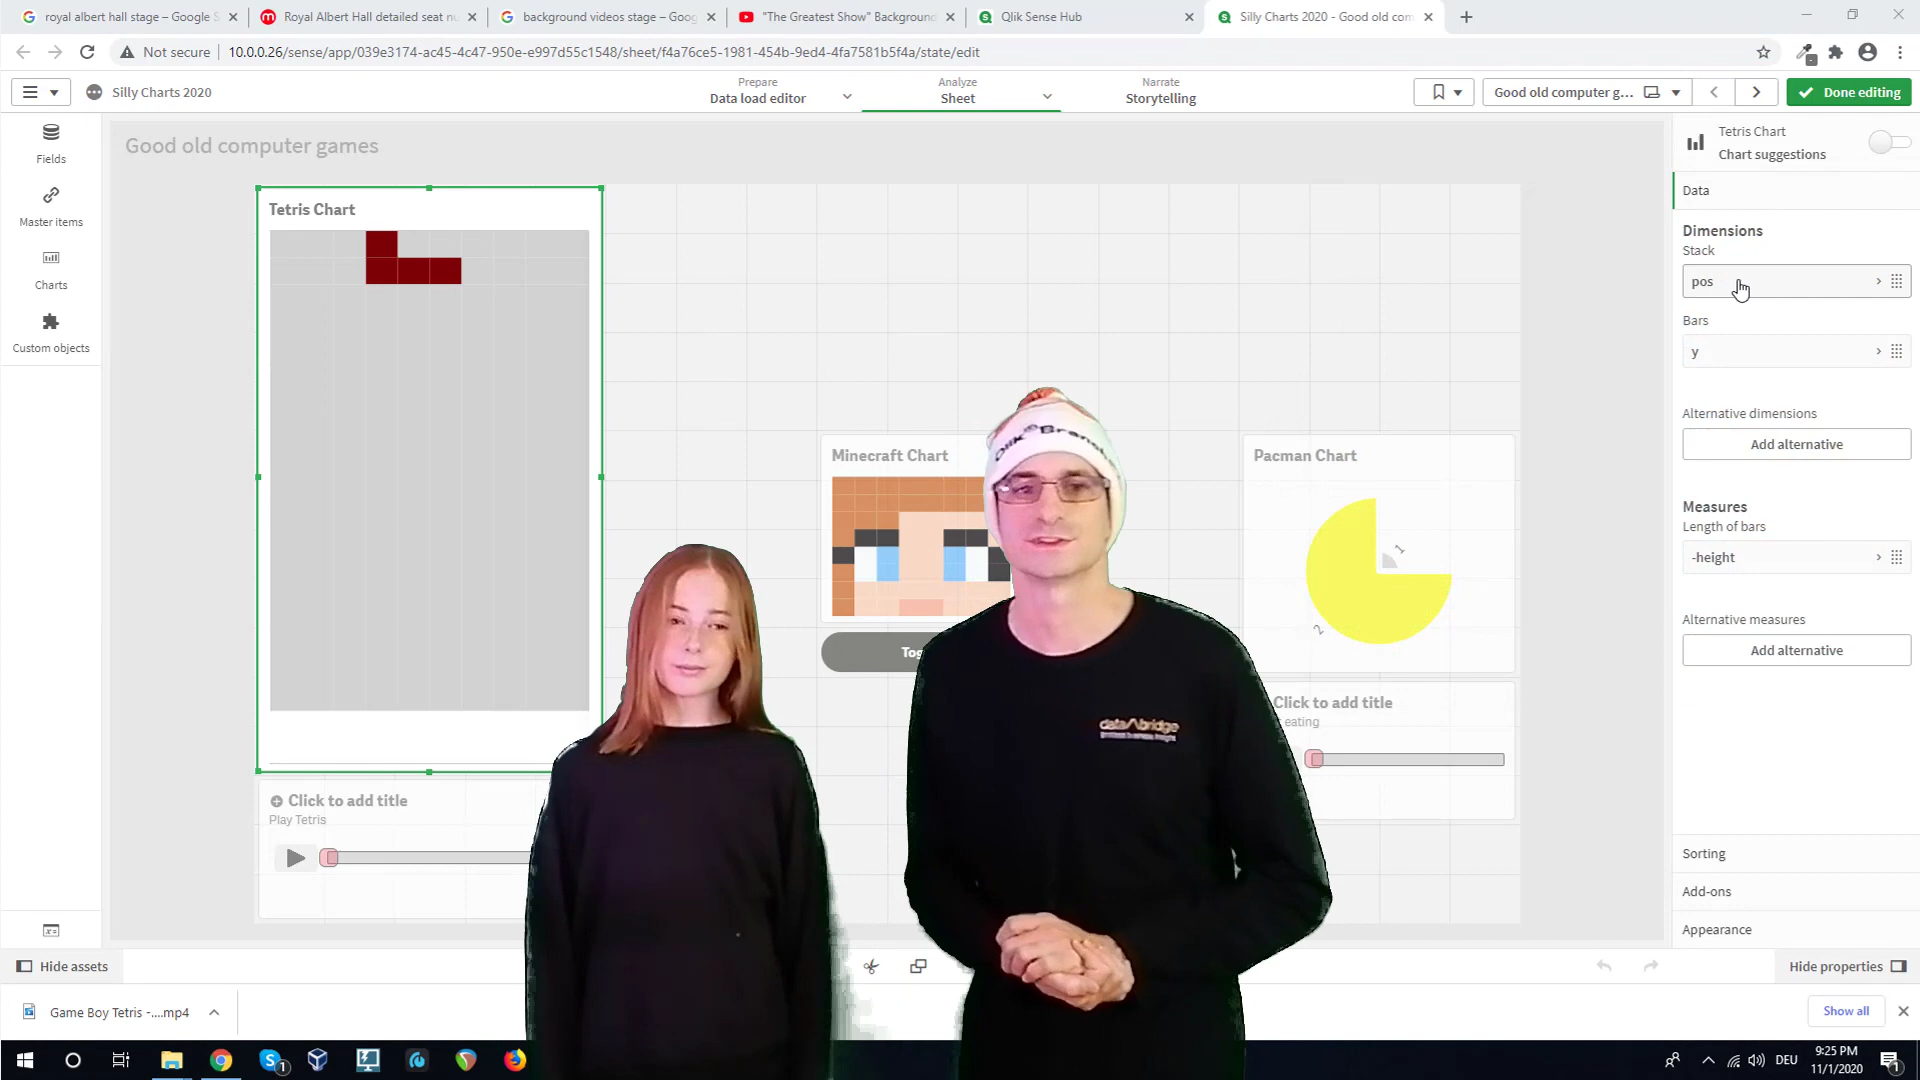 royal albert hall stage – Google S
Royal Albert Hall detailed seat nu
background videos stage – Goog
"The Greatest Show" Background
Qlik Sense Hub
Silly Charts 2020 - Good old com
Not secure
10.0.0.26/sense/app/039e3174-ac45-4c47-950e-e997d55c1548/sheet/f4a76ce5-1981-454b-9ed4-4fa7581b5f4a/state/edit
Silly Charts 2020
Prepare
Data load editor
Analyze
Sheet
Narrate
Storytelling
Good old computer g...
Done editing
Fields
Master items
Charts
Custom objects
Good old computer games
Tetris Chart
Minecraft Chart
Tog
Pacman Chart
1
2
Click to add title
eating
Click to add title
Play Tetris
data bridge
Tetris Chart
Chart suggestions
Data
Dimensions
Stack
pos
Bars
y
Alternative dimensions
Add alternative
Measures
Length of bars
-height
Alternative measures
Add alternative
Sorting
Add-ons
Appearance
Hide assets
Hide properties
Game Boy Tetris -....mp4
Show all
DEU
9:25 PM
11/1/2020